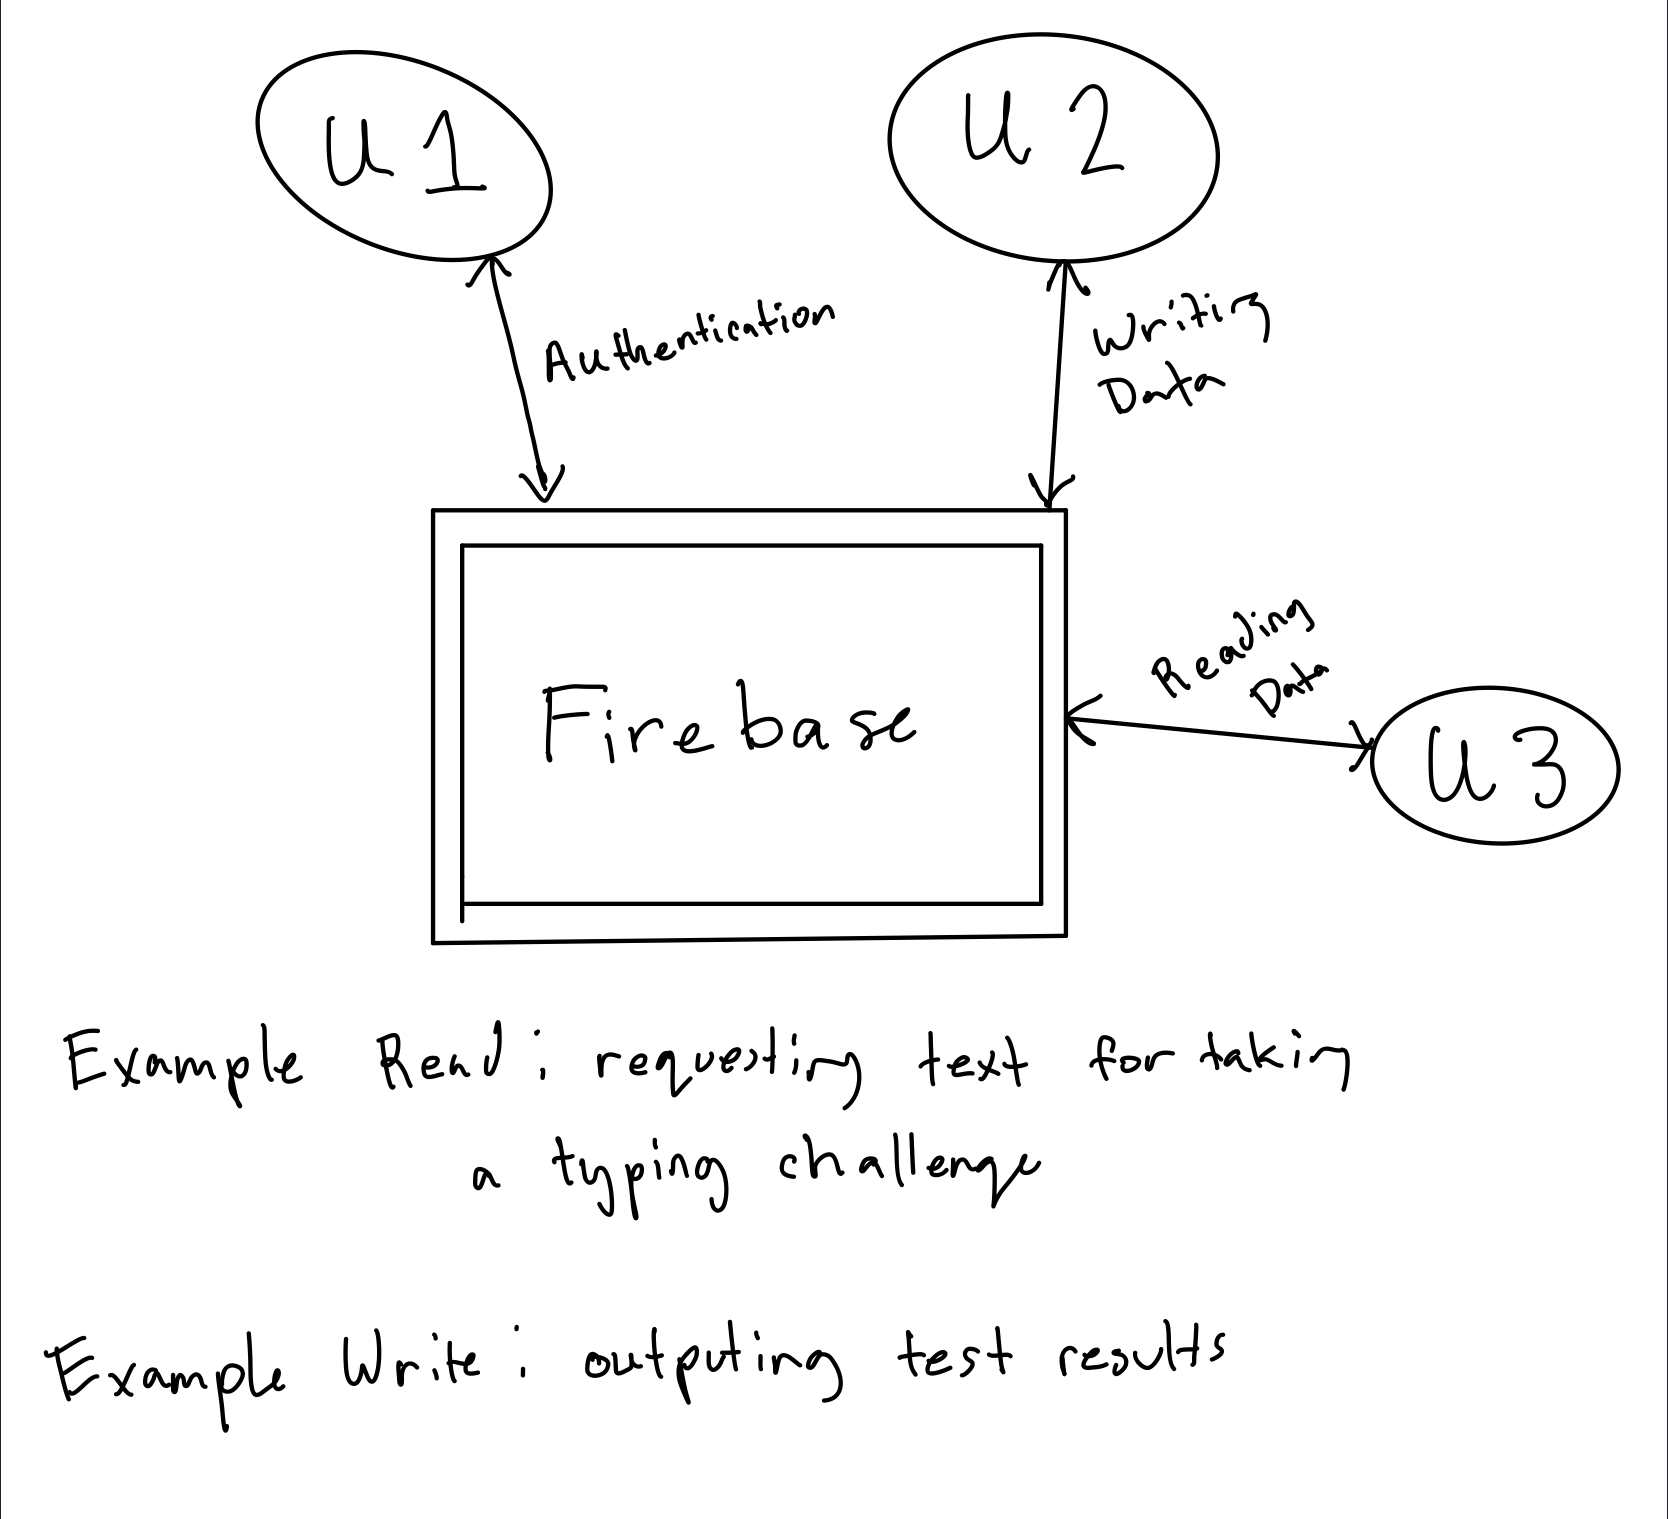 U 1
U 2
Authentication
Writing
Data
Firebase
Reading
Data
U 3
Example Read : requesting text for taking
a typing challenge
Example Write : outputing test results